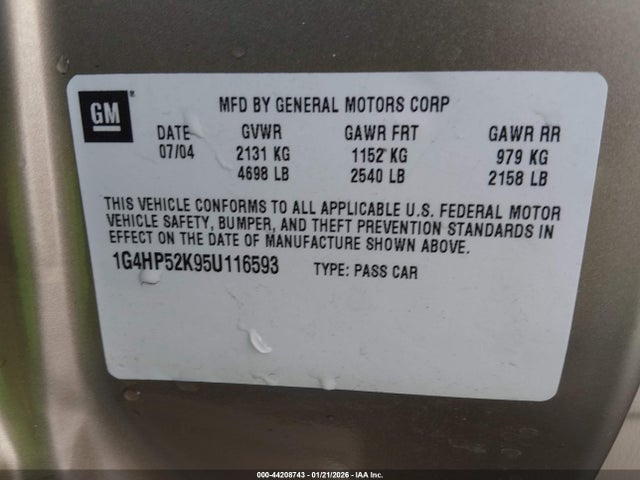 GM
MFD BY GENERAL MOTORS CORP
DATE GVWR GAWR FRT GAWR RR
07/04 2131 KG 1152 KG 979 KG
4698 LB 2540 LB 2158 LB
THIS VEHICLE CONFORMS TO ALL APPLICABLE U.S. FEDERAL MOTOR
VEHICLE SAFETY, BUMPER, AND THEFT PREVENTION STANDARDS IN
EFFECT ON THE DATE OF MANUFACTURE SHOWN ABOVE.
1G4HP52K95U116593 TYPE: PASS CAR
000-44208743 - 01/21/2026 - IAA Inc.